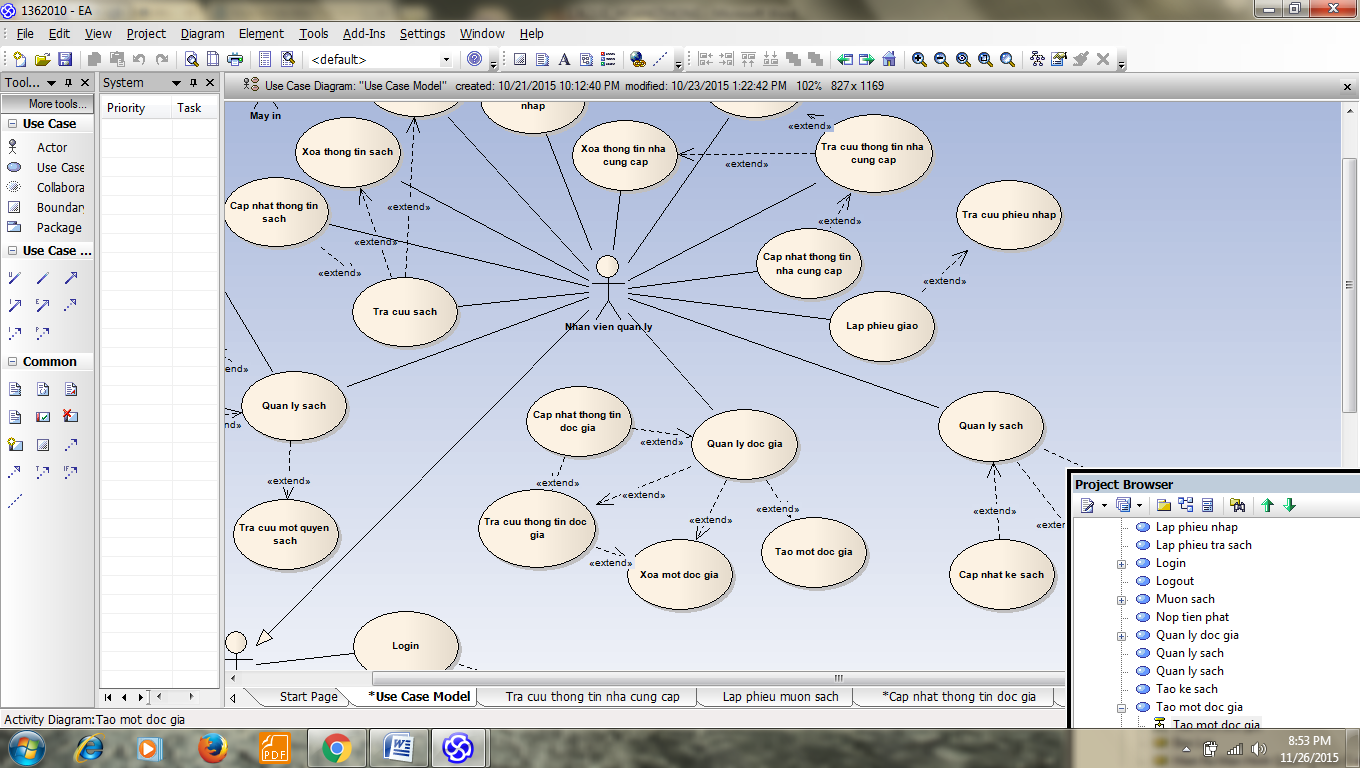 1362010 - EA
File Edit View Project Diagram Element Tools Add-Ins Settings Window Help
<default>
Tool...
More tools...
Use Case
Actor
Use Case
Collabora
Boundary
Package
Use Case ...
Common
System
Priority Task
Use Case Diagram: "Use Case Model" created: 10/21/2015 10:12:40 PM modified: 10/23/2015 1:22:42 PM 102% 827 x 1169
May in
nhap
«extend»
Xoa thong tin sach
Xoa thong tin nha
cung cap
«extend»
Tra cuu thong tin nha
cung cap
Cap nhat thong tin
sach
«extend»
«extend»
«extend»
«extend»
Tra cuu phieu nhap
Cap nhat thong tin
nha cung cap
«extend»
Tra cuu sach
Nhan vien quan ly
Lap phieu giao
end»
nd»
Quan ly sach
«extend»
Tra cuu mot quyen
sach
Cap nhat thong tin
doc gia
«extend»
Quan ly doc gia
«extend»
«extend»
Tra cuu thong tin doc
gia
«extend»
«extend»
«extend»
Xoa mot doc gia
Tao mot doc gia
Quan ly sach
«extend»
«exter
Cap nhat ke sach
Login
Project Browser
Lap phieu nhap
Lap phieu tra sach
Login
Logout
Muon sach
Nop tien phat
Quan ly doc gia
Quan ly sach
Quan ly sach
Tao ke sach
Tao mot doc gia
Tao mot doc gia
Start Page *Use Case Model Tra cuu thong tin nha cung cap Lap phieu muon sach *Cap nhat thong tin doc gia
Activity Diagram:Tao mot doc gia
PDF
8:53 PM
11/26/2015